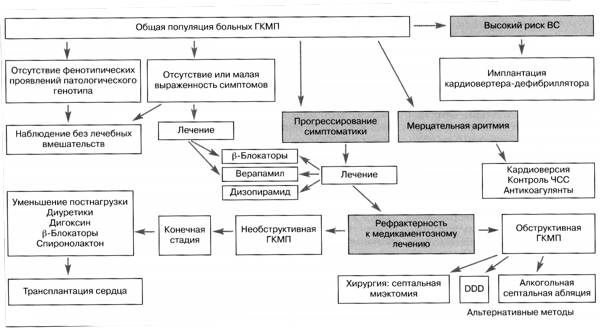 Общая популяция больных ГКМП
Высокий риск ВС
Отсутствие фенотипических
проявлений патологического
генотипа
Отсутствие или малая
выраженность симптомов
Имплантация
кардиовертера-дефибриллятора
Наблюдение без лечебных
вмешательств
Лечение
Прогрессирование
симптоматики
Мерцательная аритмия
β-Блокаторы
Верапамил
Дизопирамид
Лечение
Кардиоверсия
Контроль ЧСС
Антикоагулянты
Уменьшение постнагрузки
Диуретики
Дигоксин
β-Блокаторы
Спиронолактон
Конечная
стадия
Необструктивная
ГКМП
Рефрактерность
к медикаментозному
лечению
Обструктивная
ГКМП
Трансплантация сердца
Хирургия: септальная
миэктомия
DDD
Алкогольная
септальная абляция
Альтернативные методы